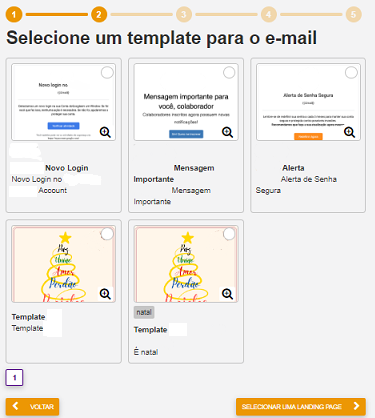 1 2 3 4 5
Selecione um template para o e-mail
Novo login no
Mensagem importante para
você, colaborador
Colaboradores inscritos agora possuem novas
notificações!
Alerta de Senha Segura
Novo Login
Novo Login no
Account
Mensagem
Importante
Mensagem
Importante
Alerta
Alerta de Senha
Segura
Paz
União
Amor
Perdão
Paz
União
Amor
Perdão
Template
Template
natal
Template
É natal
1
VOLTAR
SELECIONAR UMA LANDING PAGE